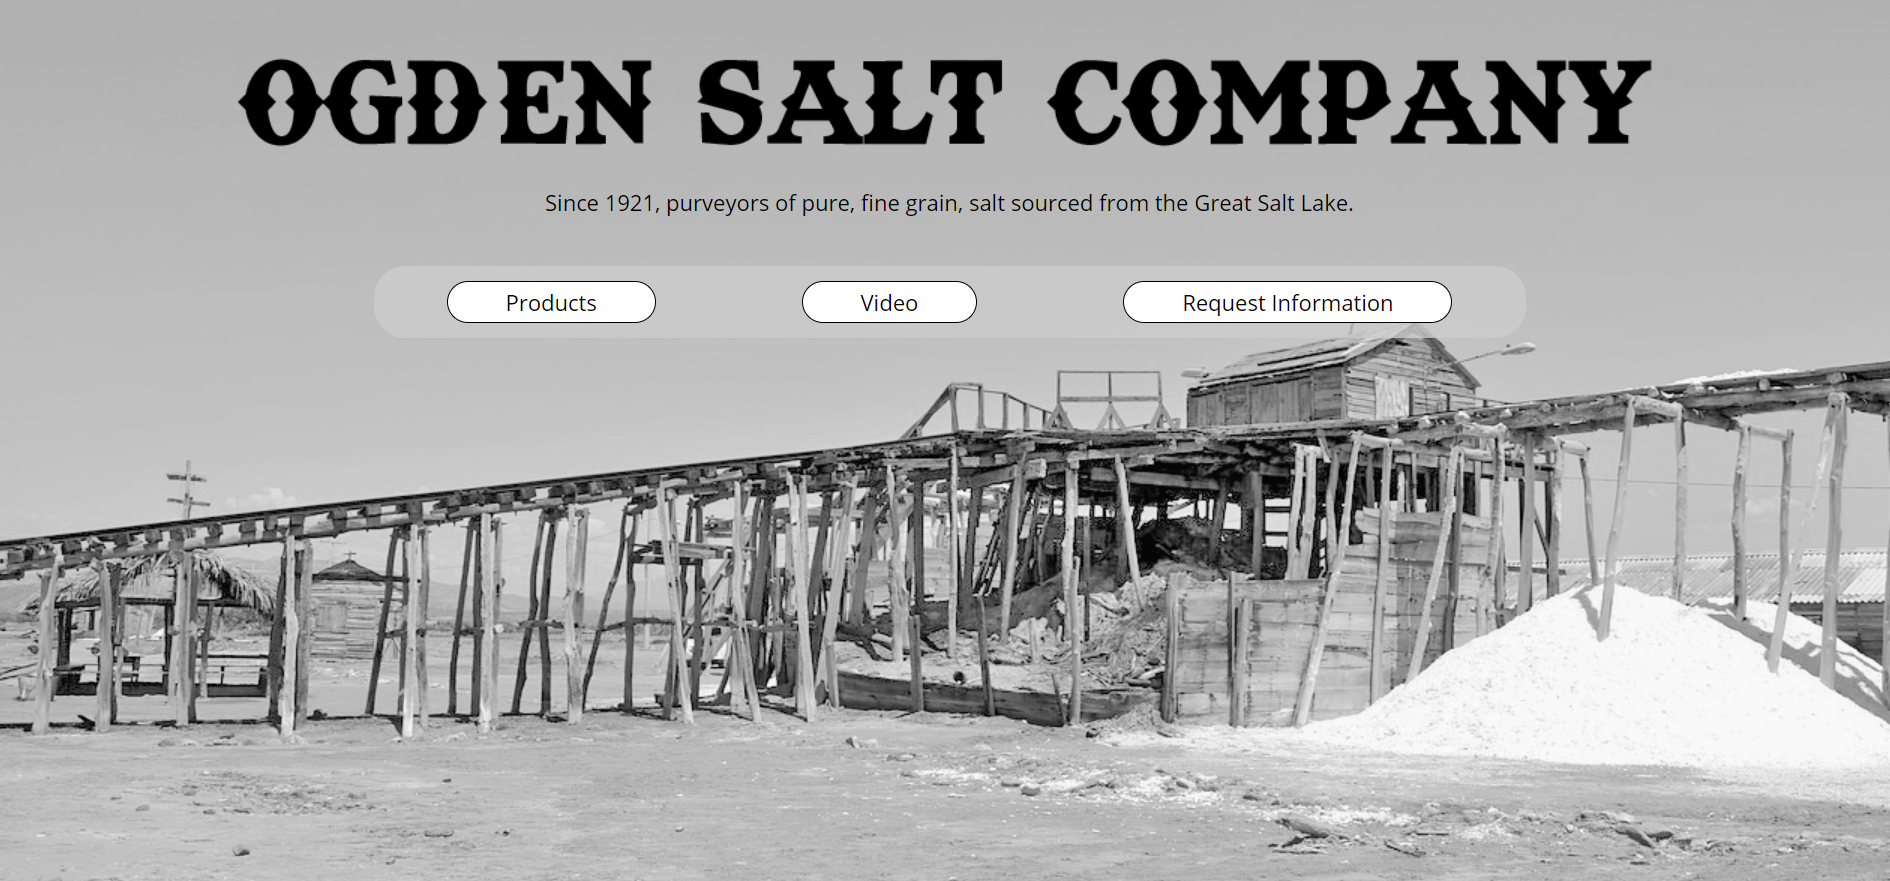 OGDEN SALT COMPANY
Since 1921, purveyors of pure, fine grain, salt sourced from the Great Salt Lake.
Products
Video
Request Information